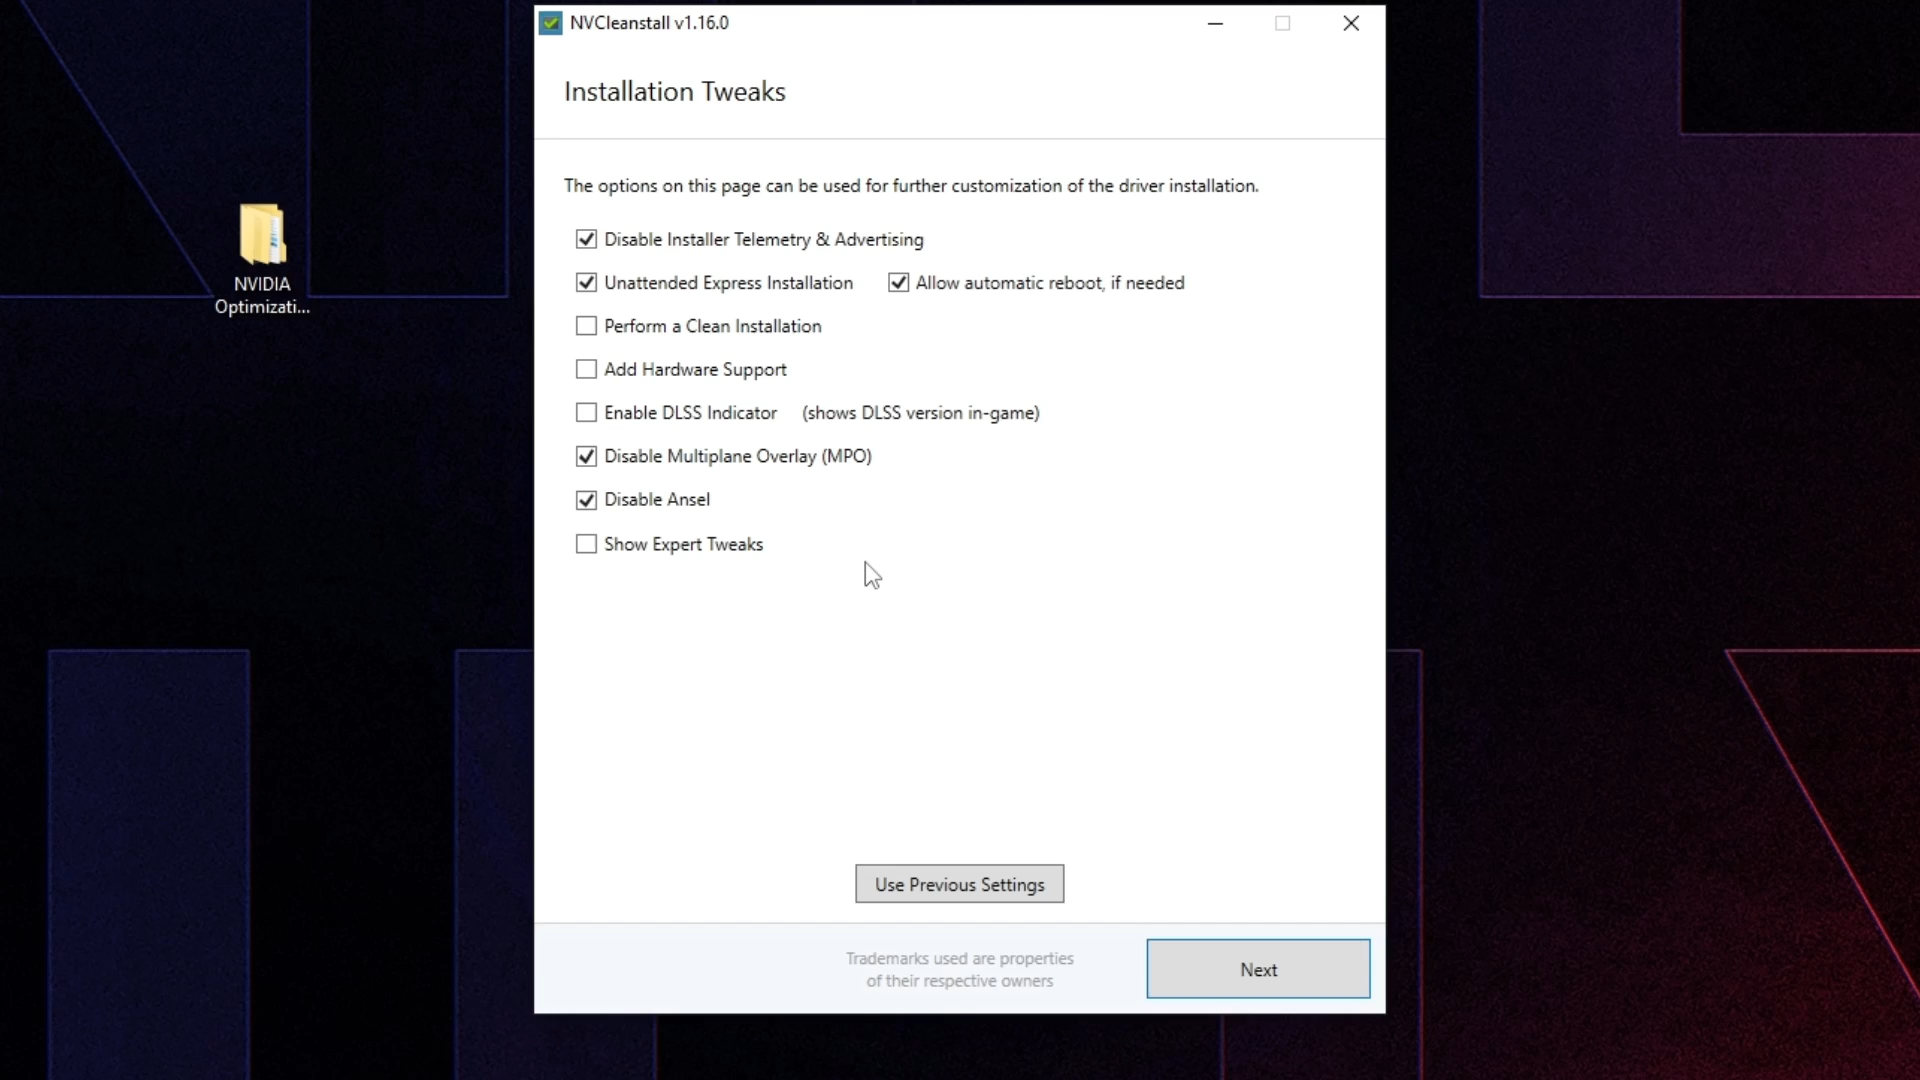 NVCleanstall v1.16.0
Installation Tweaks
The options on this page can be used for further customization of the driver installation.
Disable Installer Telemetry & Advertising
Unattended Express Installation Allow automatic reboot, if needed
Perform a Clean Installation
Add Hardware Support
Enable DLSS Indicator (shows DLSS version in-game)
Disable Multiplane Overlay (MPO)
Disable Ansel
Show Expert Tweaks
Use Previous Settings
Trademarks used are properties
of their respective owners
Next
NVIDIA
Optimizati...